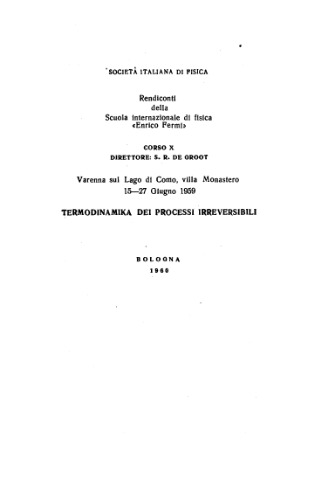 SOCIETÀ ITALIANA DI FISICA
Rendiconti
della
Scuola internazionale di fisica
«Enrico Fermi»
CORSO X
DIRETTORE: S. R. DE GROOT
Varenna sul Lago di Como, villa Monastero
15—27 Giugno 1959
TERMODINAMIKA DEI PROCESSI IRREVERSIBILI
BOLOGNA
1960